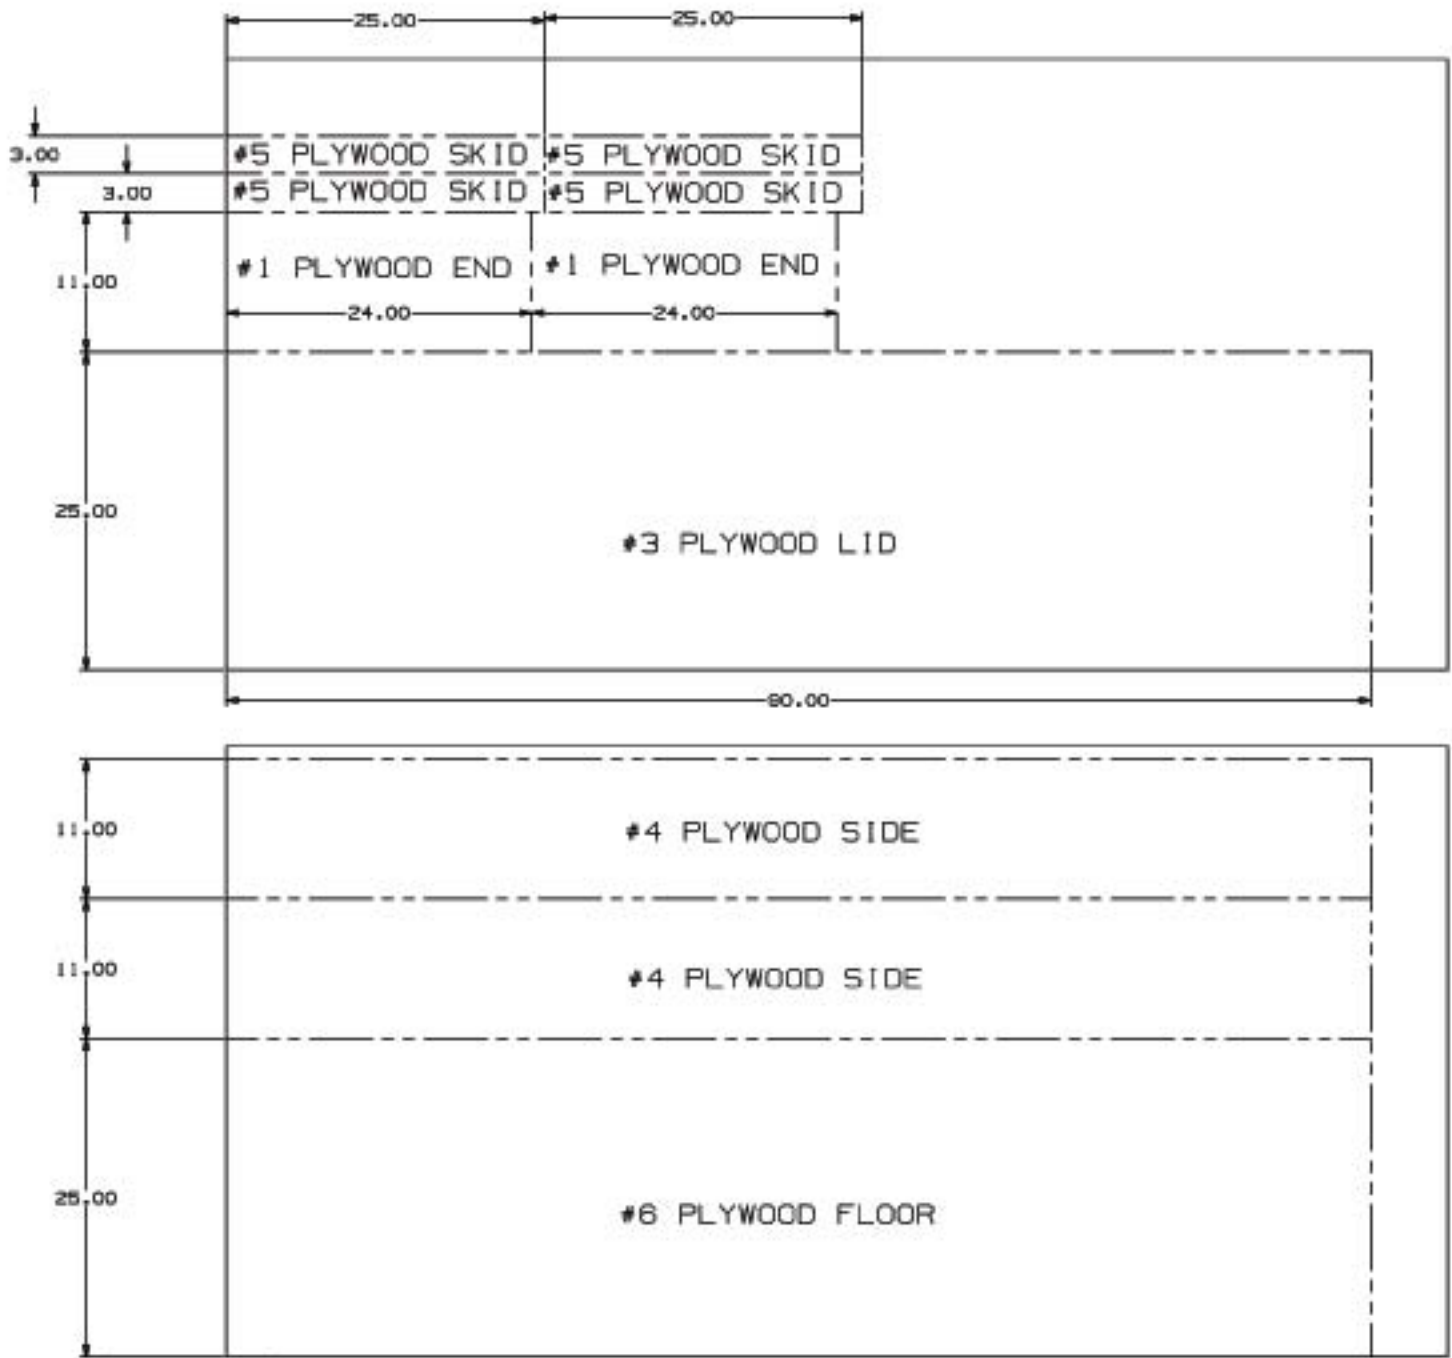 25.00 25.00
3.00 #5 PLYWOOD SKID #5 PLYWOOD SKID
3.00 #5 PLYWOOD SKID #5 PLYWOOD SKID
11.00 #1 PLYWOOD END #1 PLYWOOD END
24.00 24.00
25.00
#3 PLYWOOD LID
90.00
11.00 #4 PLYWOOD SIDE
11.00 #4 PLYWOOD SIDE
25.00
#6 PLYWOOD FLOOR